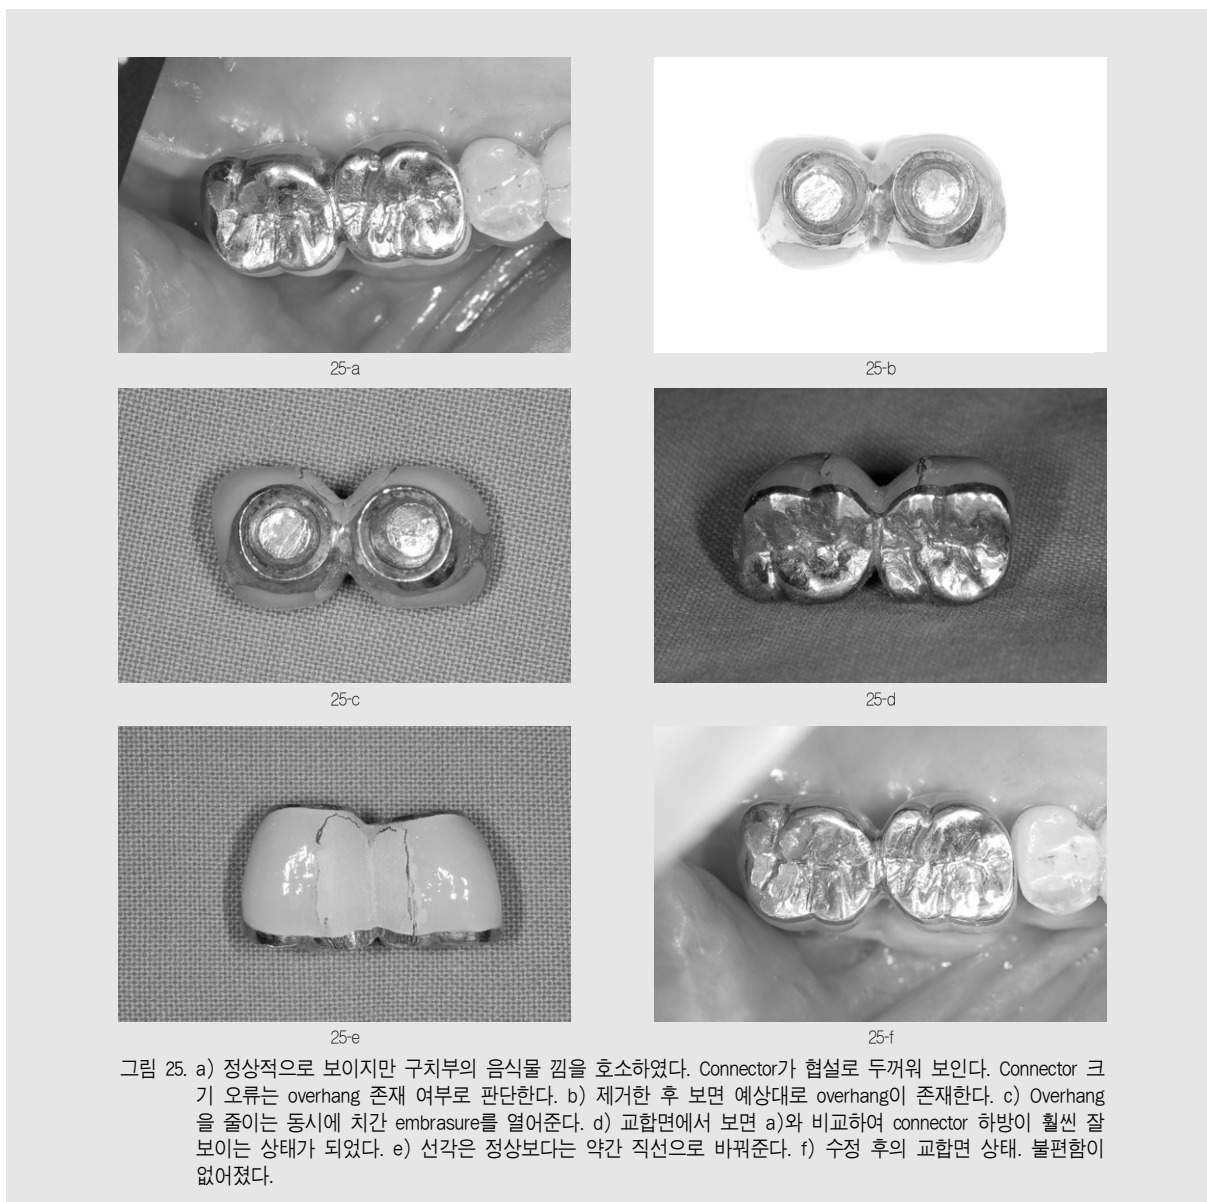 25-a
25-b
25-c
25-d
25-e
25-f
그림 25. a) 정상적으로 보이지만 구치부의 음식물 낌을 호소하였다. Connector가 협설로 두꺼워 보인다. Connector 크
기 오류는 overhang 존재 여부로 판단한다. b) 제거한 후 보면 예상대로 overhang이 존재한다. c) Overhang
을 줄이는 동시에 치간 embrasure를 열어준다. d) 교합면에서 보면 a)와 비교하여 connector 하방이 훨씬 잘
보이는 상태가 되었다. e) 선각은 정상보다는 약간 직선으로 바꿔준다. f) 수정 후의 교합면 상태. 불편함이
없어졌다.